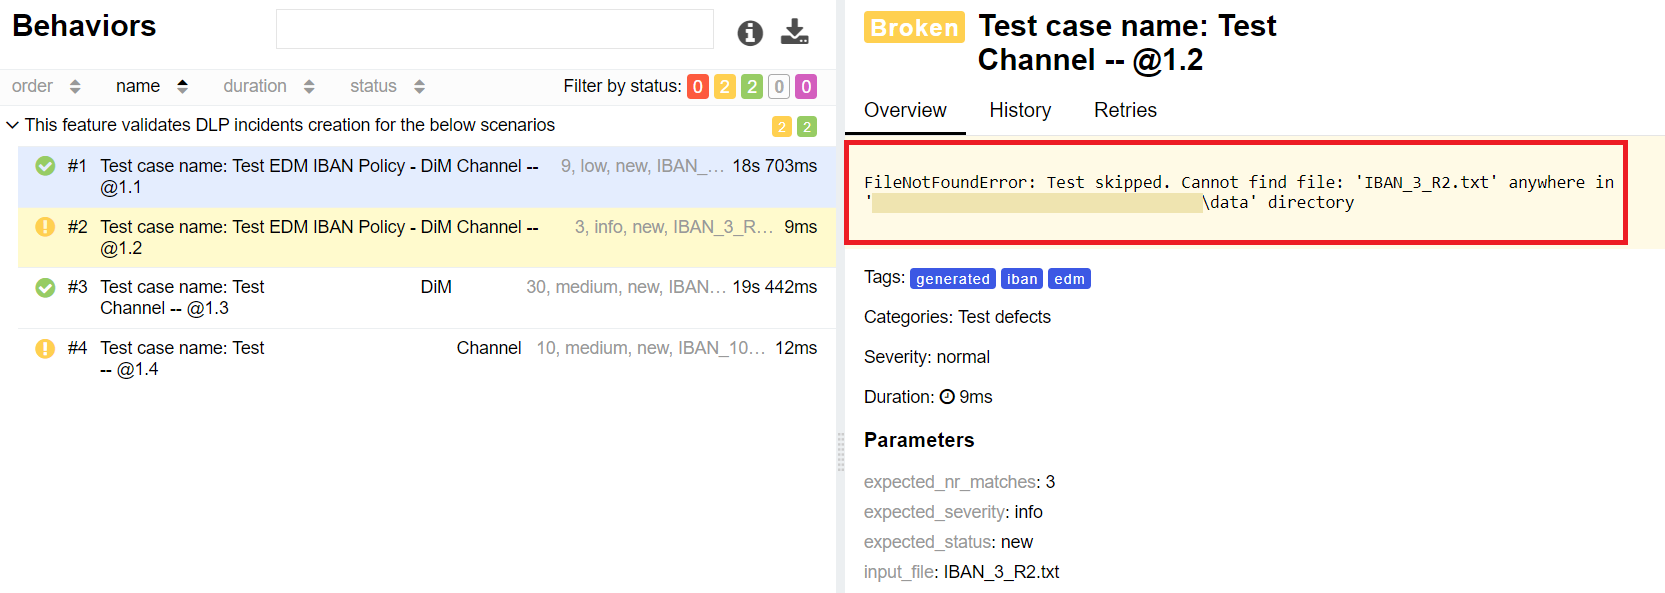 Behaviors
order name duration status Filter by status: 0 2 2 0 0
This feature validates DLP incidents creation for the below scenarios 2 2
#1 Test case name: Test EDM IBAN Policy - DiM Channel -- 9, low, new, IBAN_... 18s 703ms
@1.1
#2 Test case name: Test EDM IBAN Policy - DiM Channel -- 3, info, new, IBAN_3_R... 9ms
@1.2
#3 Test case name: Test DiM 30, medium, new, IBAN... 19s 442ms
Channel -- @1.3
#4 Test case name: Test Channel 10, medium, new, IBAN_10... 12ms
-- @1.4
Broken Test case name: Test
Channel -- @1.2
Overview History Retries
FileNotFoundError: Test skipped. Cannot find file: 'IBAN_3_R2.txt' anywhere in
' \data' directory
Tags: generated iban edm
Categories: Test defects
Severity: normal
Duration: 9ms
Parameters
expected_nr_matches: 3
expected_severity: info
expected_status: new
input_file: IBAN_3_R2.txt